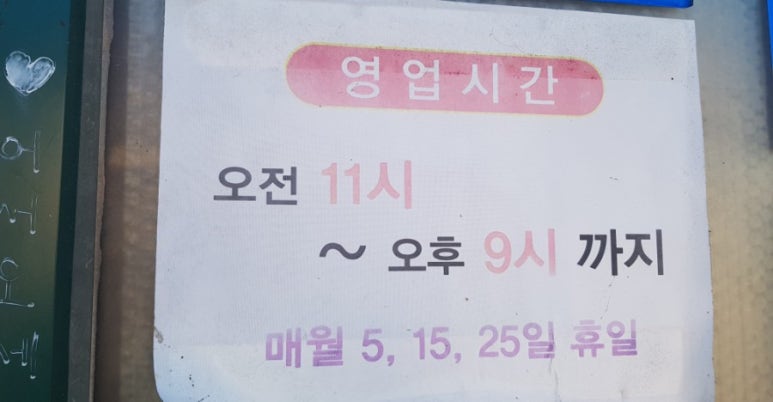 영업시간
오전 11시
~ 오후 9시 까지
매월 5, 15, 25일 휴일